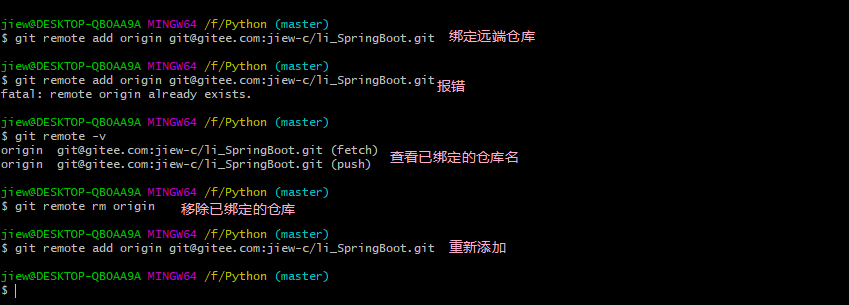 jiew@DESKTOP-QBOAA9A MINGW64 /f/Python (master)
$ git remote add origin git@gitee.com:jiew-c/li_SpringBoot.git 绑定远端仓库
jiew@DESKTOP-QBOAA9A MINGW64 /f/Python (master)
$ git remote add origin git@gitee.com:jiew-c/li_SpringBoot.git 报错
fatal: remote origin already exists.
jiew@DESKTOP-QBOAA9A MINGW64 /f/Python (master)
$ git remote -v
origin  git@gitee.com:jiew-c/li_SpringBoot.git (fetch)
origin  git@gitee.com:jiew-c/li_SpringBoot.git (push) 查看已绑定的仓库名
jiew@DESKTOP-QBOAA9A MINGW64 /f/Python (master)
$ git remote rm origin 移除已绑定的仓库
jiew@DESKTOP-QBOAA9A MINGW64 /f/Python (master)
$ git remote add origin git@gitee.com:jiew-c/li_SpringBoot.git 重新添加
jiew@DESKTOP-QBOAA9A MINGW64 /f/Python (master)
$